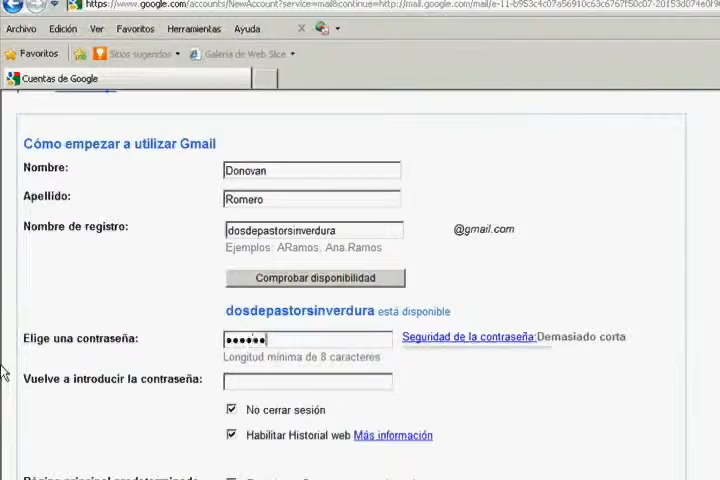 https://www.google.com/accounts/NewAccount?service=mail&continue=http://mail.google.com/mail/e-11-
Archivo Edición Ver Favoritos Herramientas Ayuda X
Favoritos Sitios sugeridos Galería de Web Slice
Cuentas de Google
Cómo empezar a utilizar Gmail
Nombre: Donovan
Apellido: Romero
Nombre de registro: dosdepastorsinverdura @gmail.com
Ejemplos: ARamos, Ana.Ramos
Comprobar disponibilidad
dosdepastorsinverdura está disponible
Elige una contraseña: ●●●●●● Seguridad de la contraseña:Demasiado corta
Longitud mínima de 8 caracteres
Vuelve a introducir la contraseña:
No cerrar sesión
Habilitar Historial web Más información